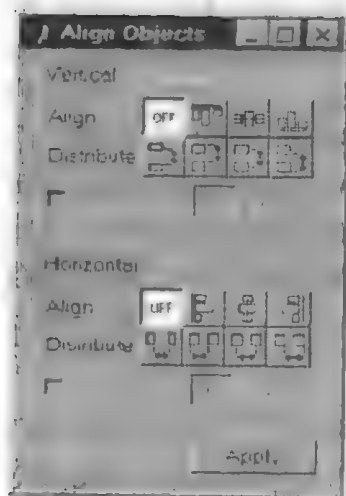 Align Objects
Vertical
Align OFF
Distribute
Horizontal
Align OFF
Distribute
Apply